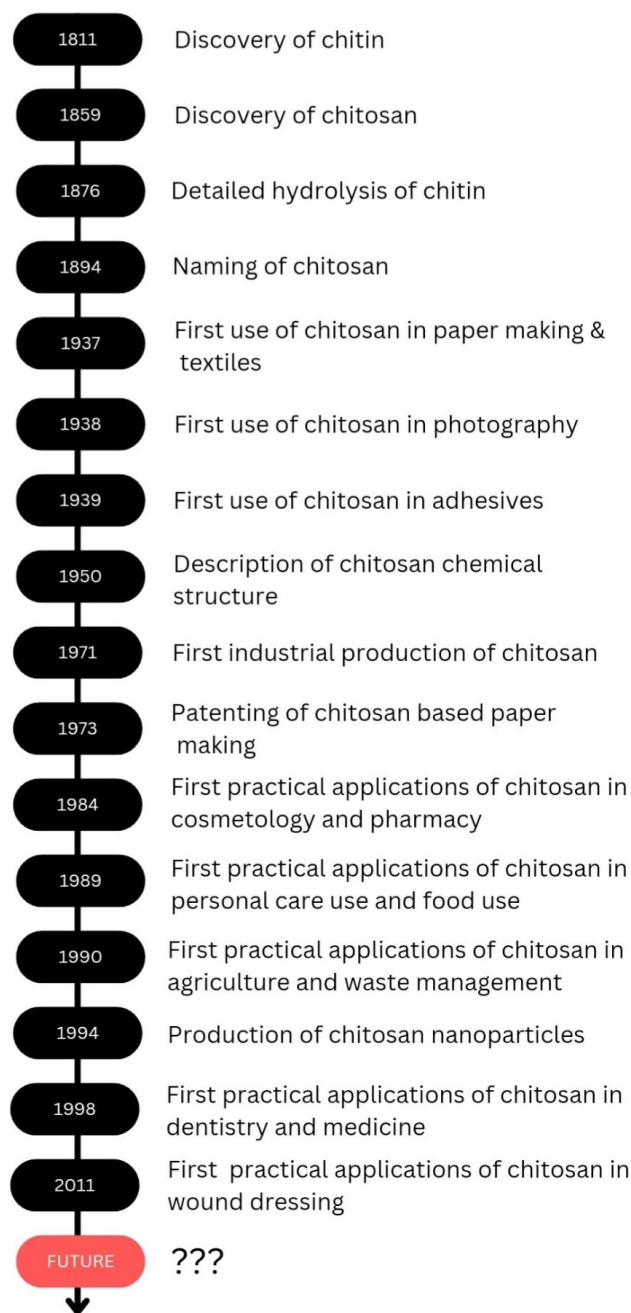 1811
Discovery of chitin
1859
Discovery of chitosan
1876
Detailed hydrolysis of chitin
1894
Naming of chitosan
1937
First use of chitosan in paper making &
textiles
1938
First use of chitosan in photography
1939
First use of chitosan in adhesives
1950
Description of chitosan chemical
structure
1971
First industrial production of chitosan
1973
Patenting of chitosan based paper
making
1984
First practical applications of chitosan in
cosmetology and pharmacy
1989
First practical applications of chitosan in
personal care use and food use
1990
First practical applications of chitosan in
agriculture and waste management
1994
Production of chitosan nanoparticles
1998
First practical applications of chitosan in
dentistry and medicine
2011
First practical applications of chitosan in
wound dressing
FUTURE
???